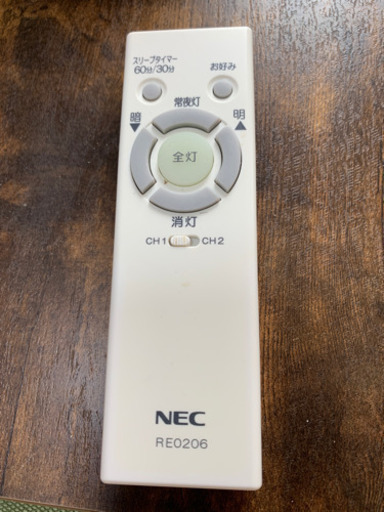 スリープタイマー
60分/30分
お好み
常夜灯
暗
▼
明
▲
全灯
消灯
CH1
CH2
NEC
RE0206